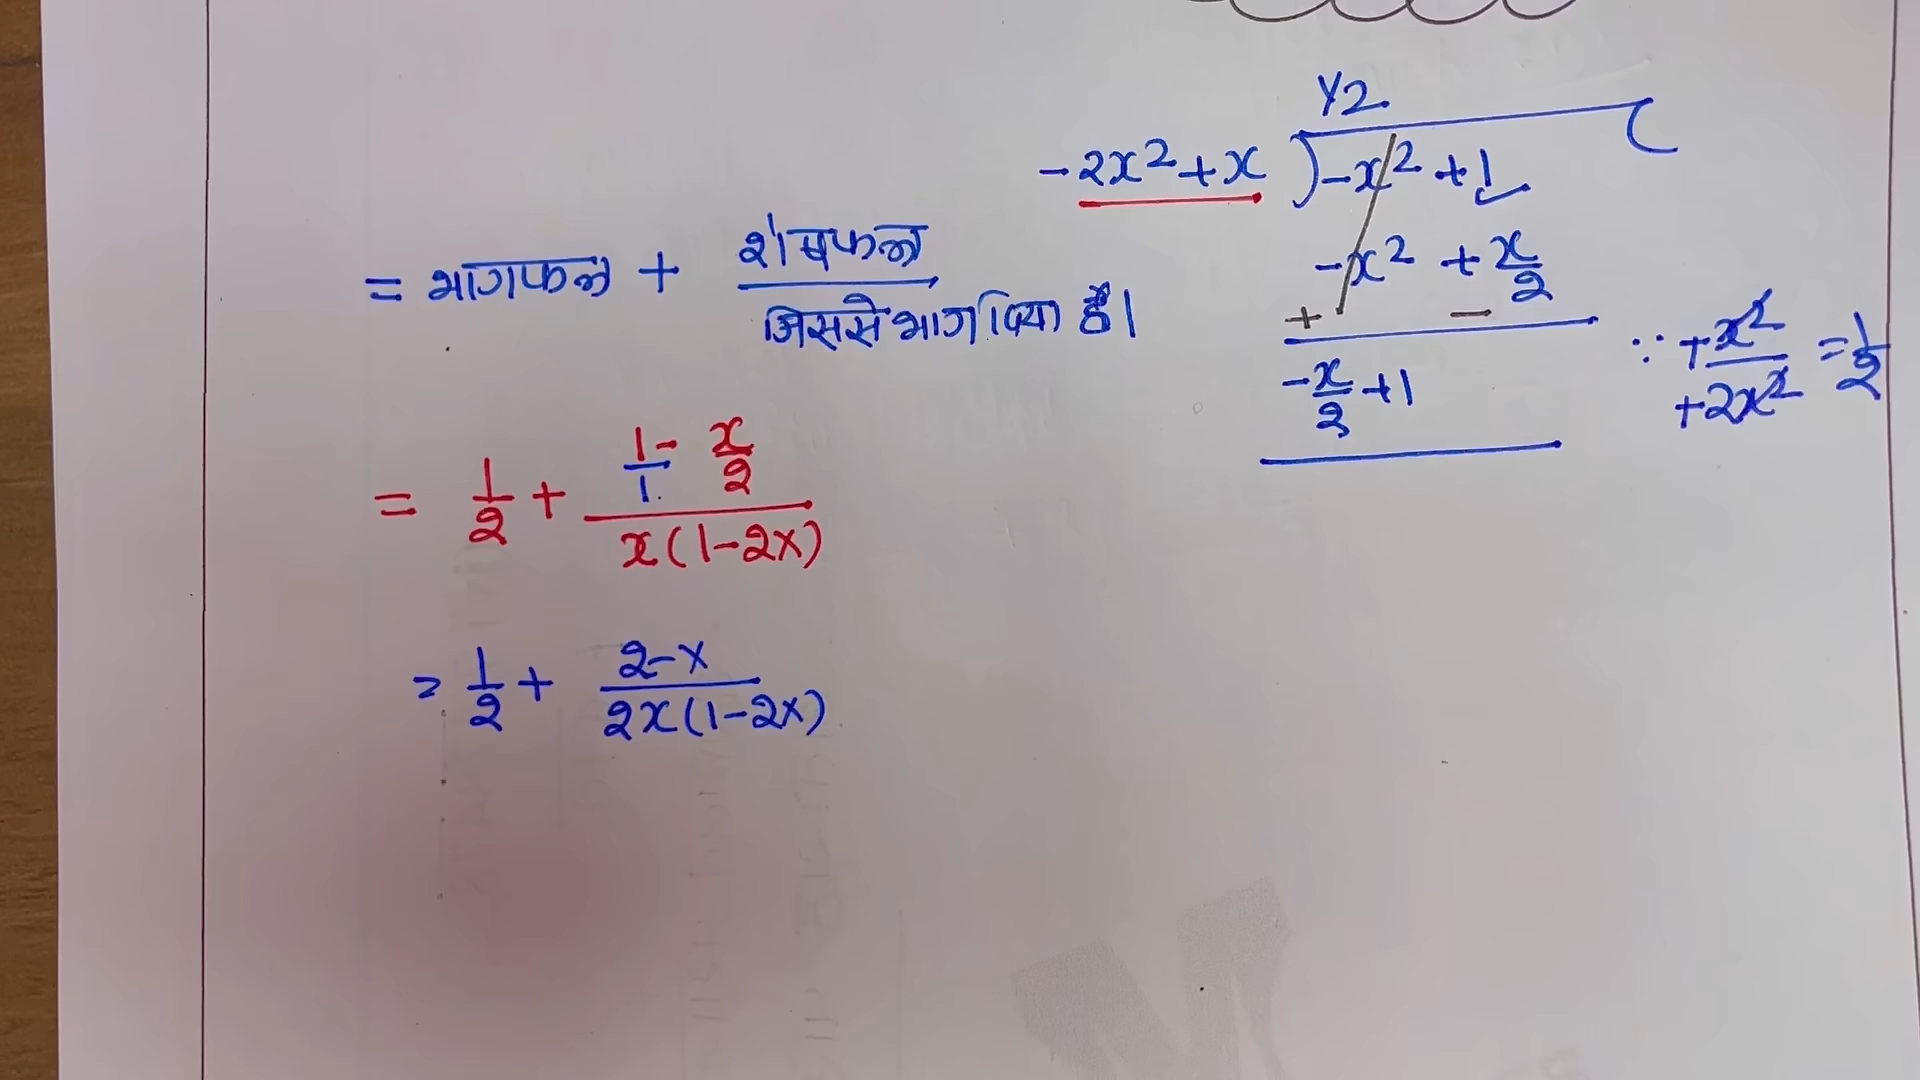 1/2
-2x²+x ) -x²+1
-x² + x/2
+ -
-x/2 + 1
∵ +x²/+2x² = 1/2
= भागफल + शेषफल/जिससे भाग दिया है।
= 1/2 + (1/1 - x/2)/x(1-2x)
= 1/2 + 2-x/2x(1-2x)